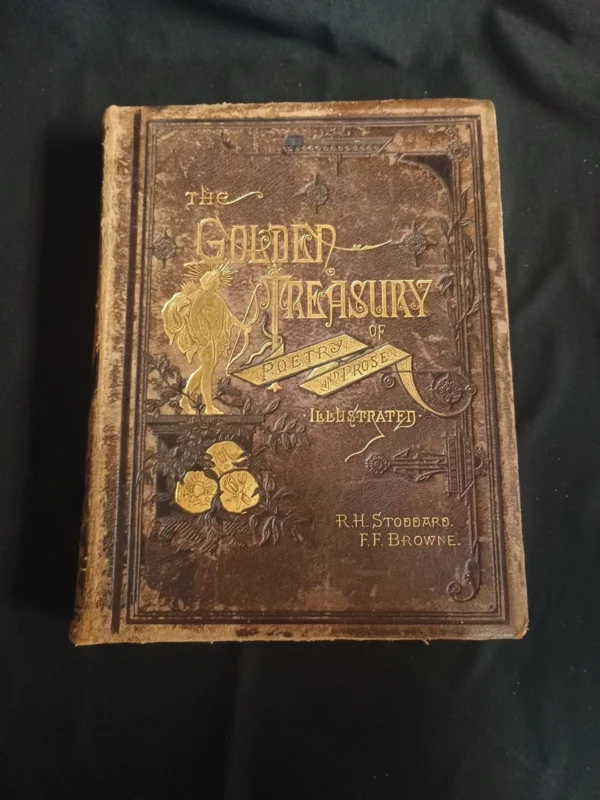 THE
GOLDEN
TREASURY
OF
POETRY
AND PROSE
ILLUSTRATED.
R.H. STODDARD.
F.F. BROWNE.